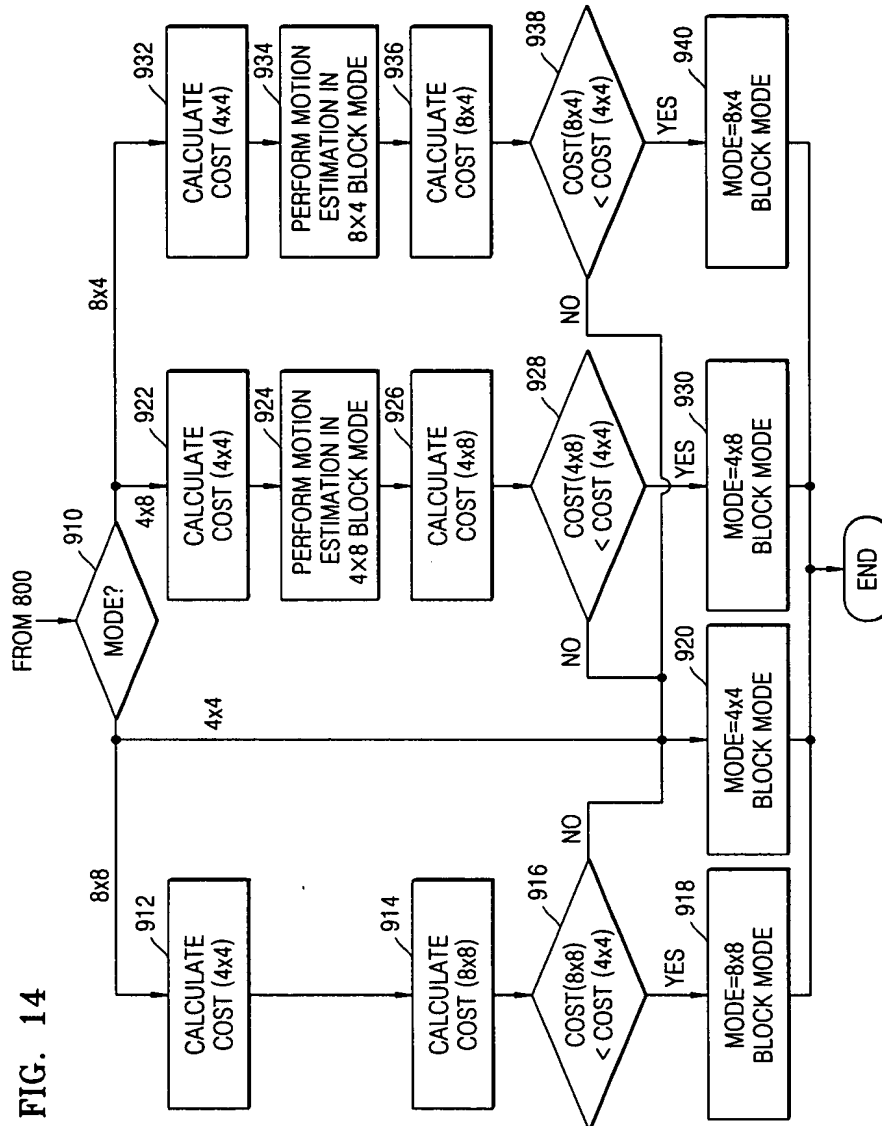 FIG. 14
FROM 800
MODE?
910
8x8
4x4
4x8
8x4
912
CALCULATE
COST (4x4)
914
CALCULATE
COST (8x8)
916
COST(8x8)
< COST (4x4)
NO
YES
918
MODE=8x8
BLOCK MODE
920
MODE=4x4
BLOCK MODE
922
CALCULATE
COST (4x4)
924
PERFORM MOTION
ESTIMATION IN
4×8 BLOCK MODE
926
CALCULATE
COST (4x8)
928
COST(4x8)
< COST (4x4)
NO
YES
930
MODE=4x8
BLOCK MODE
932
CALCULATE
COST (4x4)
934
PERFORM MOTION
ESTIMATION IN
8×4 BLOCK MODE
936
CALCULATE
COST (8x4)
938
COST(8x4)
< COST (4x4)
NO
YES
940
MODE=8x4
BLOCK MODE
END